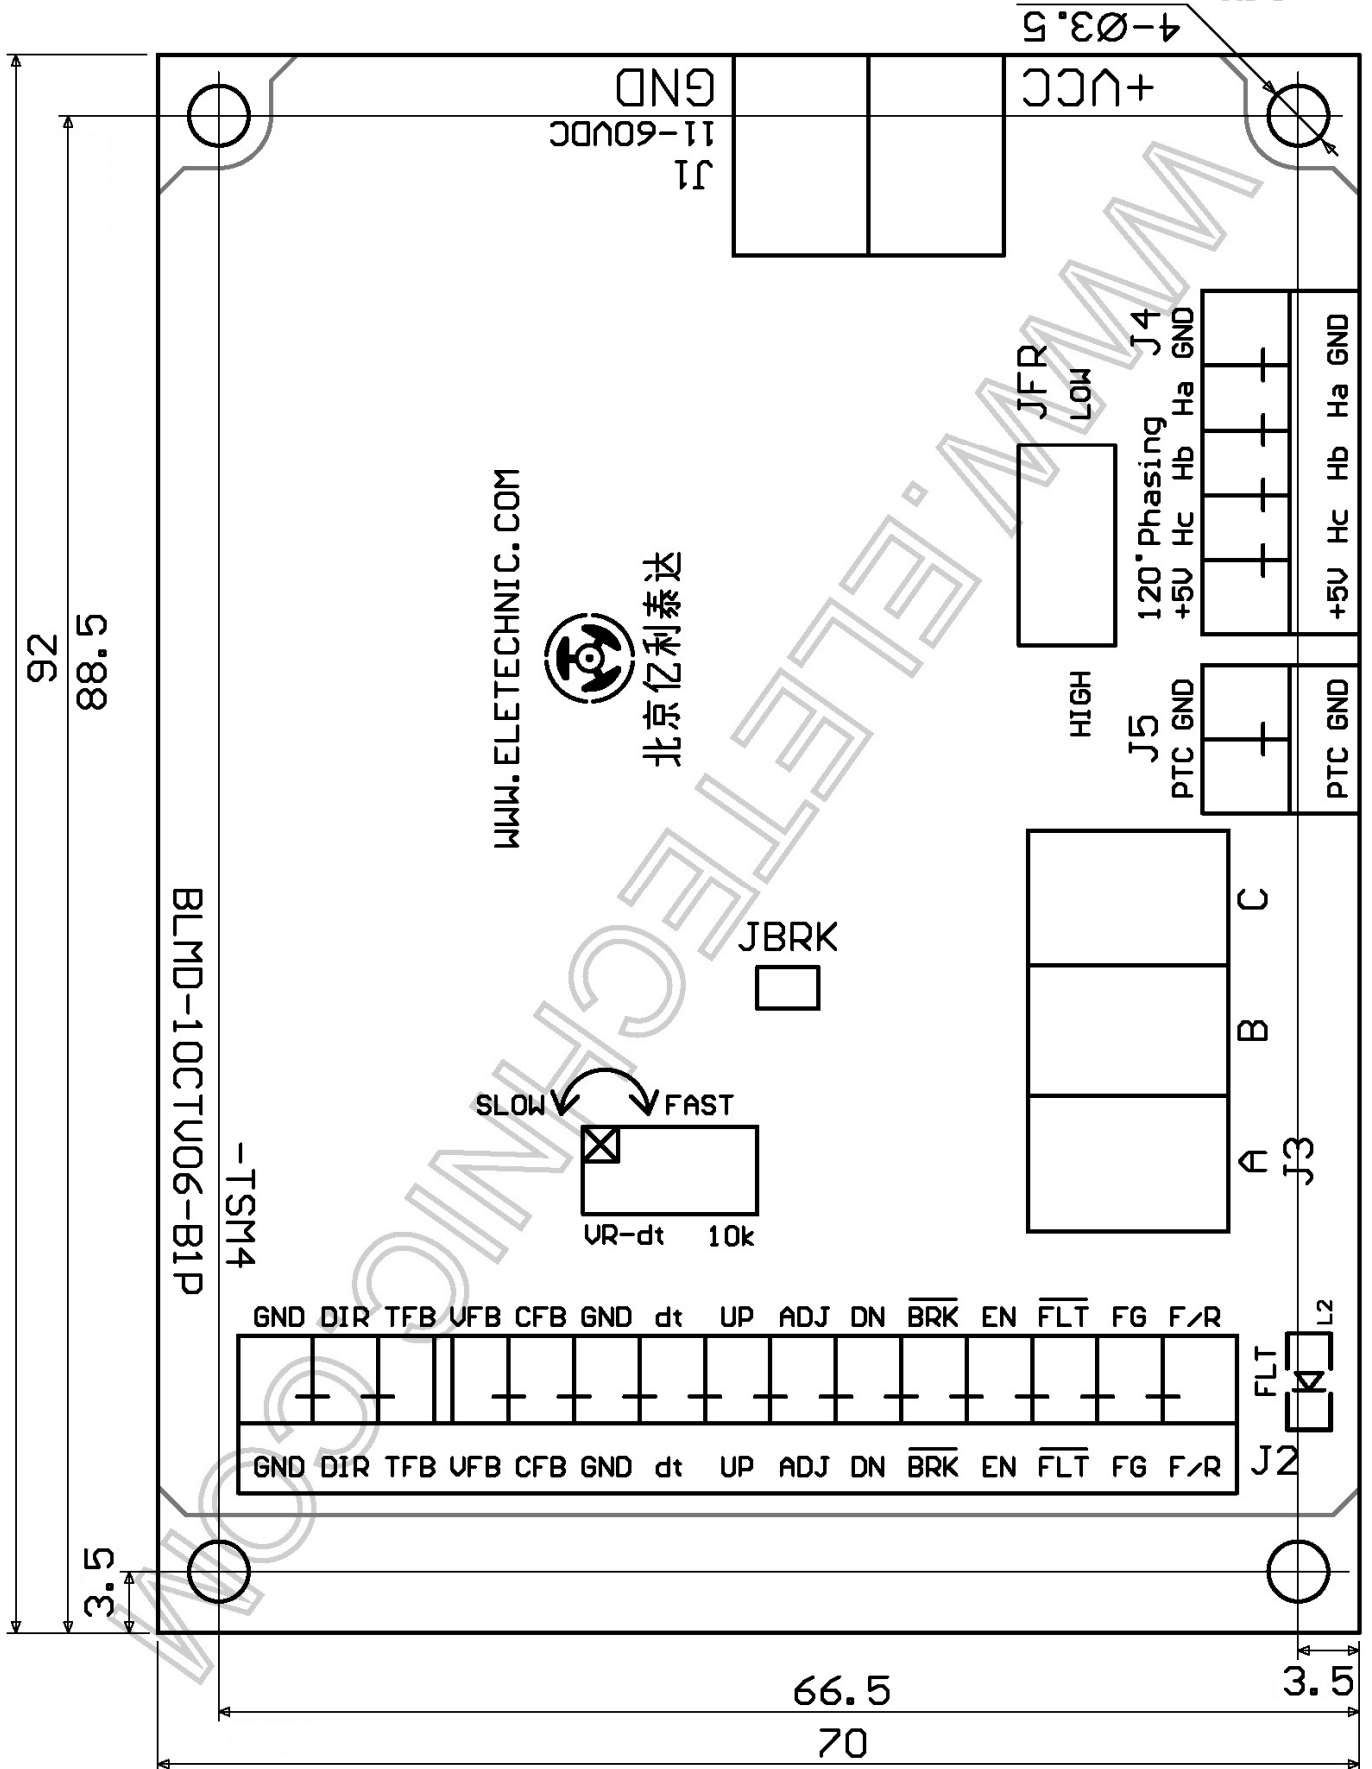 4-Ø3.5
+VCC
GND
11-60VDC
J1
J4
GND
Ha
Hb
Hc
+5V
120°Phasing
GND
Ha
Hb
Hc
+5V
JFR
LOW
HIGH
J5
PTC GND
PTC GND
WWW.ELETECHNIC.COM
北京亿利泰达
92
88.5
BLMD-10CTV06-B1P
-TSM4
JBRK
C
B
A
J3
SLOW
FAST
VR-dt 10k
GND DIR TFB VFB CFB GND dt UP ADJ DN BRK EN FLT FG F/R
L2
FLT
GND DIR TFB VFB CFB GND dt UP ADJ DN BRK EN FLT FG F/R
J2
3.5
3.5
66.5
70
WWW.ELETECHNIC.COM